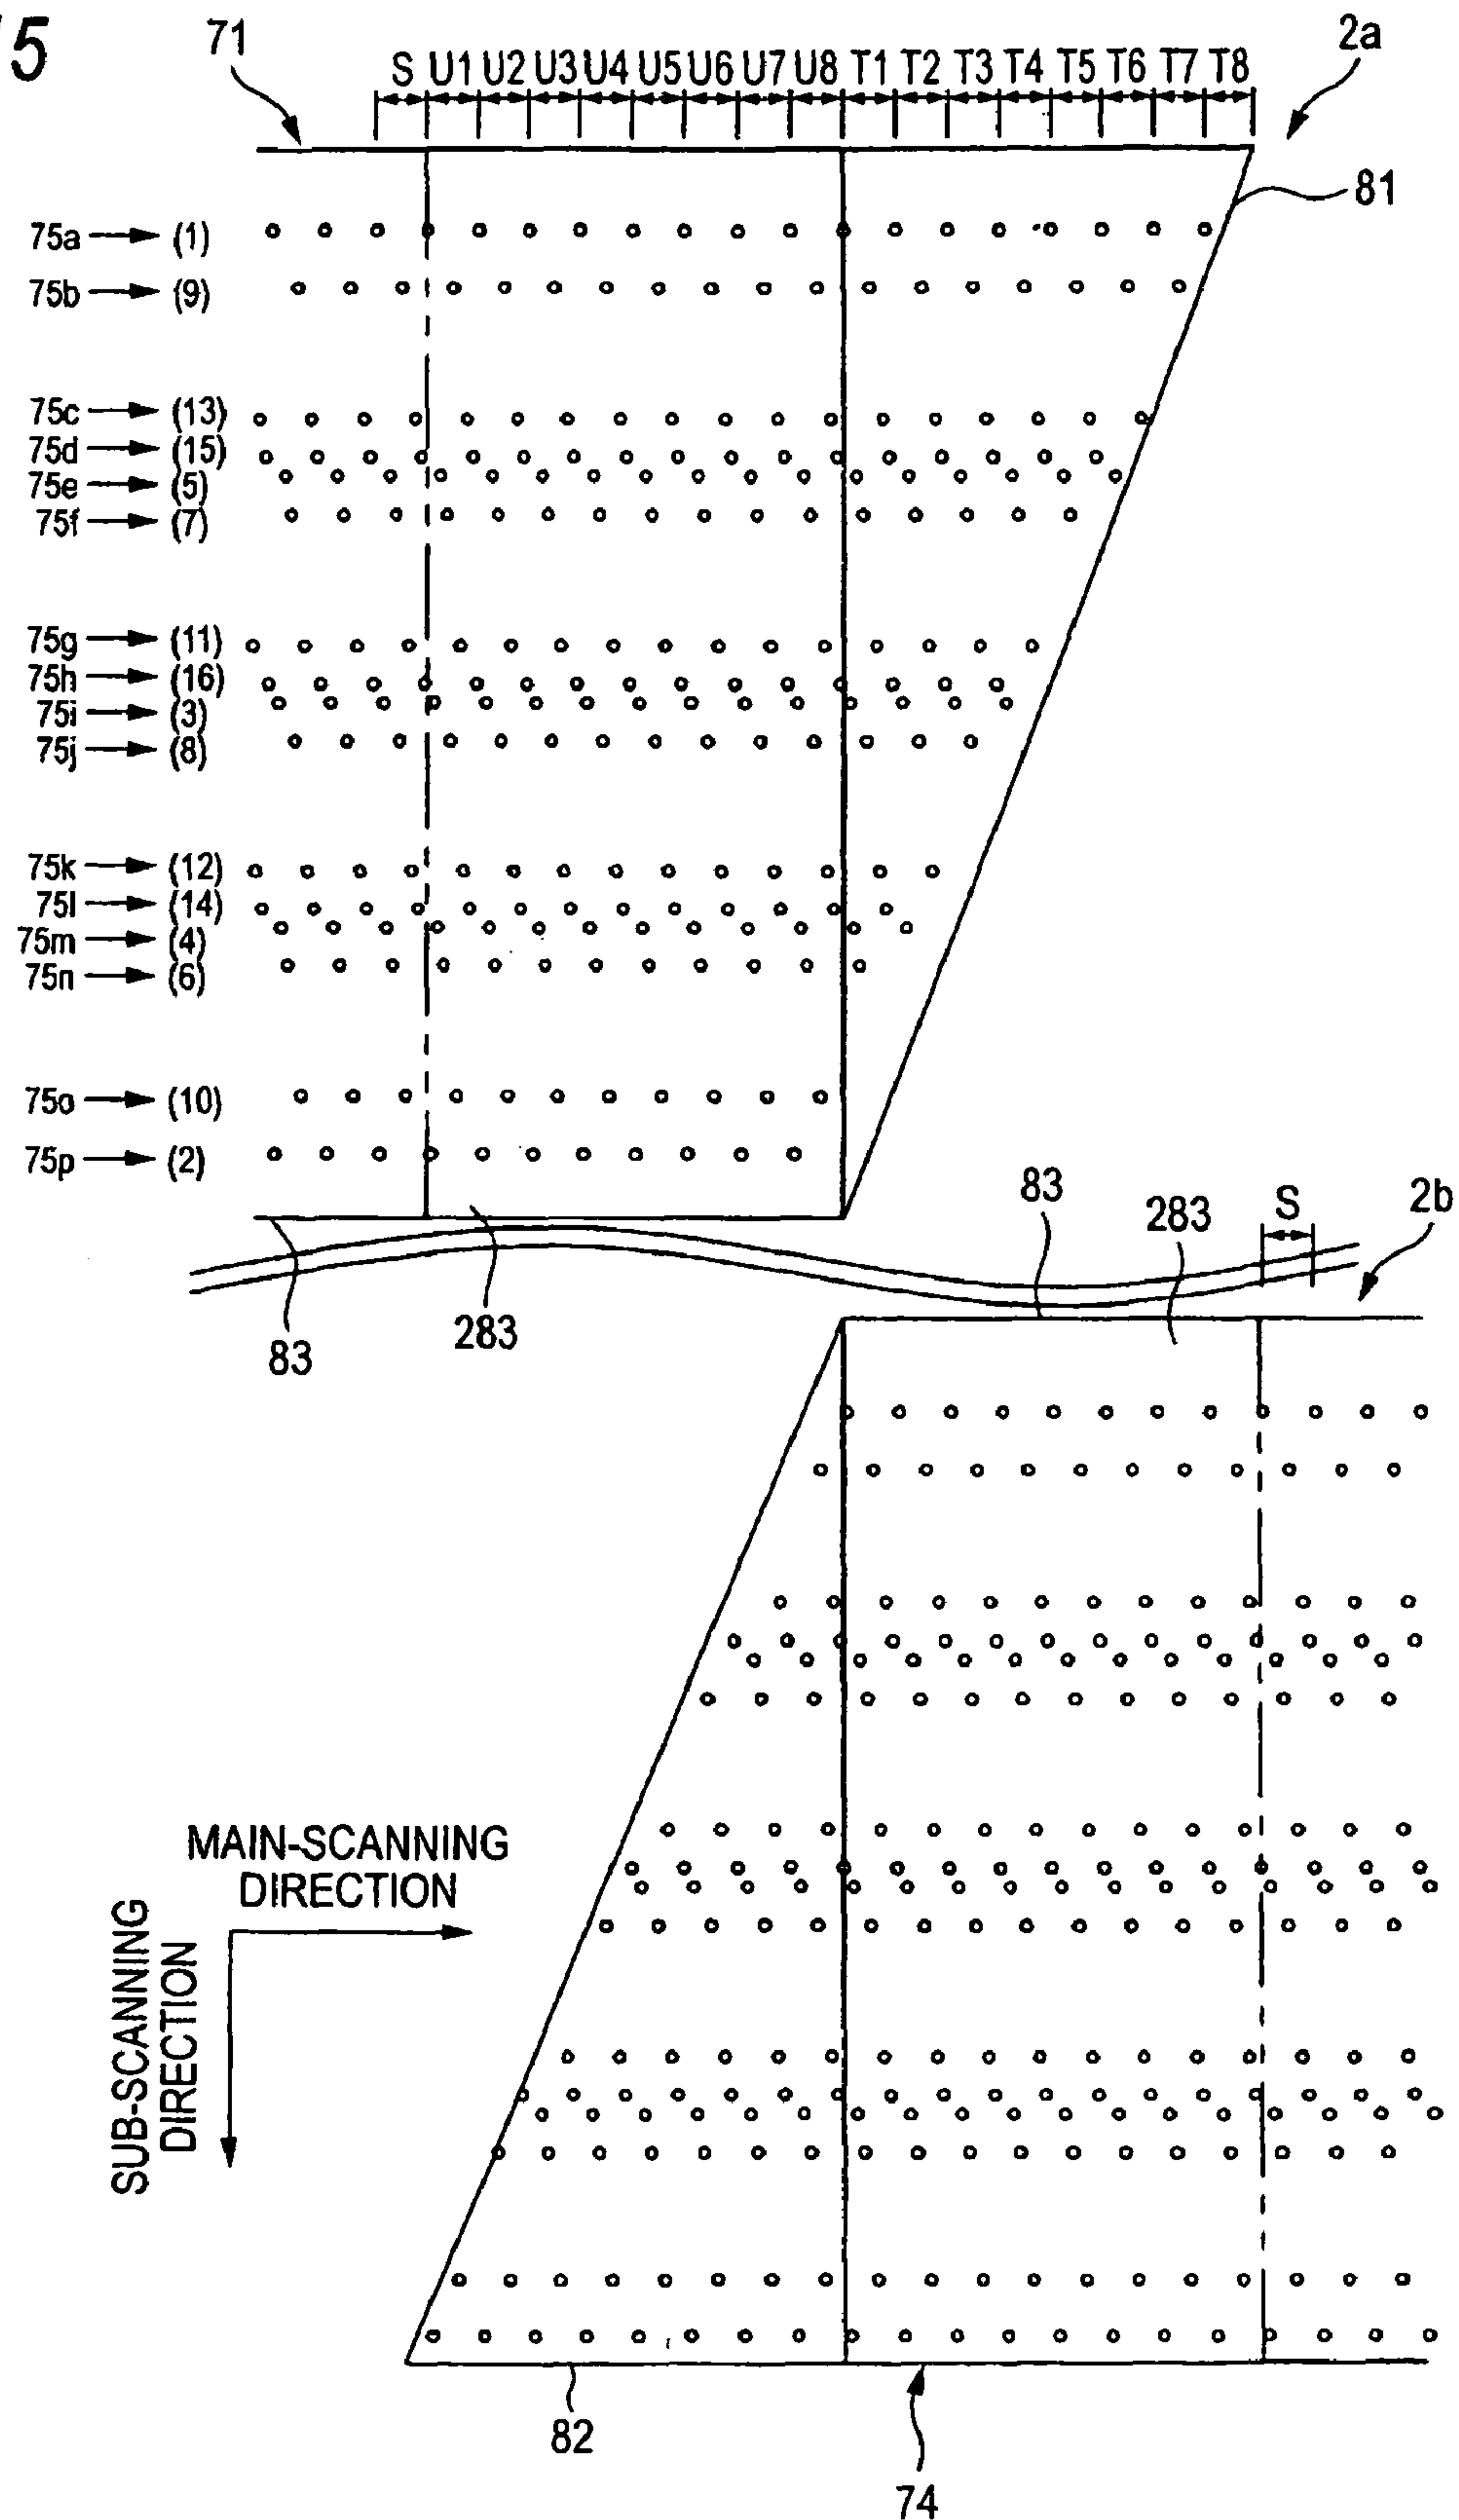 5
71
2a
S U1 U2 U3 U4 U5 U6 U7 U8 T1 T2 T3 T4 T5 T6 T7 T8
81
75a (1)
75b (9)
75c (13)
75d (15)
75e (5)
75f (7)
75g (11)
75h (16)
75i (3)
75j (8)
75k (12)
75l (14)
75m (4)
75n (6)
75o (10)
75p (2)
83
283
S
2b
283
83
MAIN-SCANNING
DIRECTION
SUB-SCANNING
DIRECTION
82
74